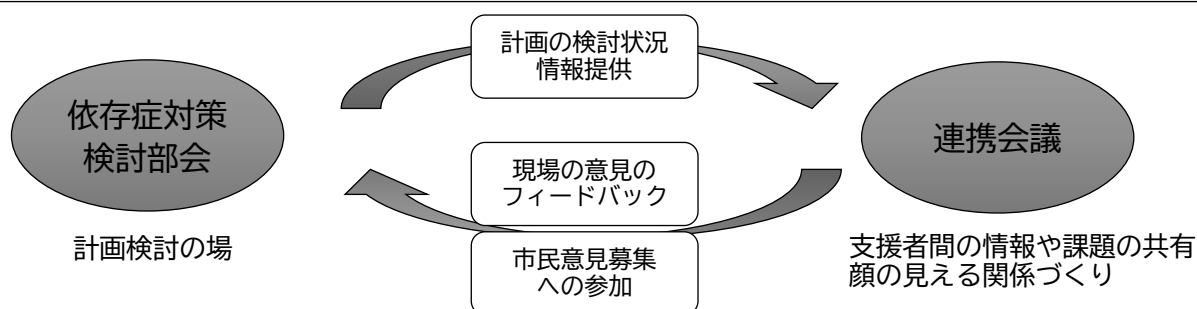 計画の検討状況
情報提供
依存症対策
検討部会
計画検討の場
現場の意見の
フィードバック
市民意見募集
への参加
連携会議
支援者間の情報や課題の共有
顔の見える関係づくり